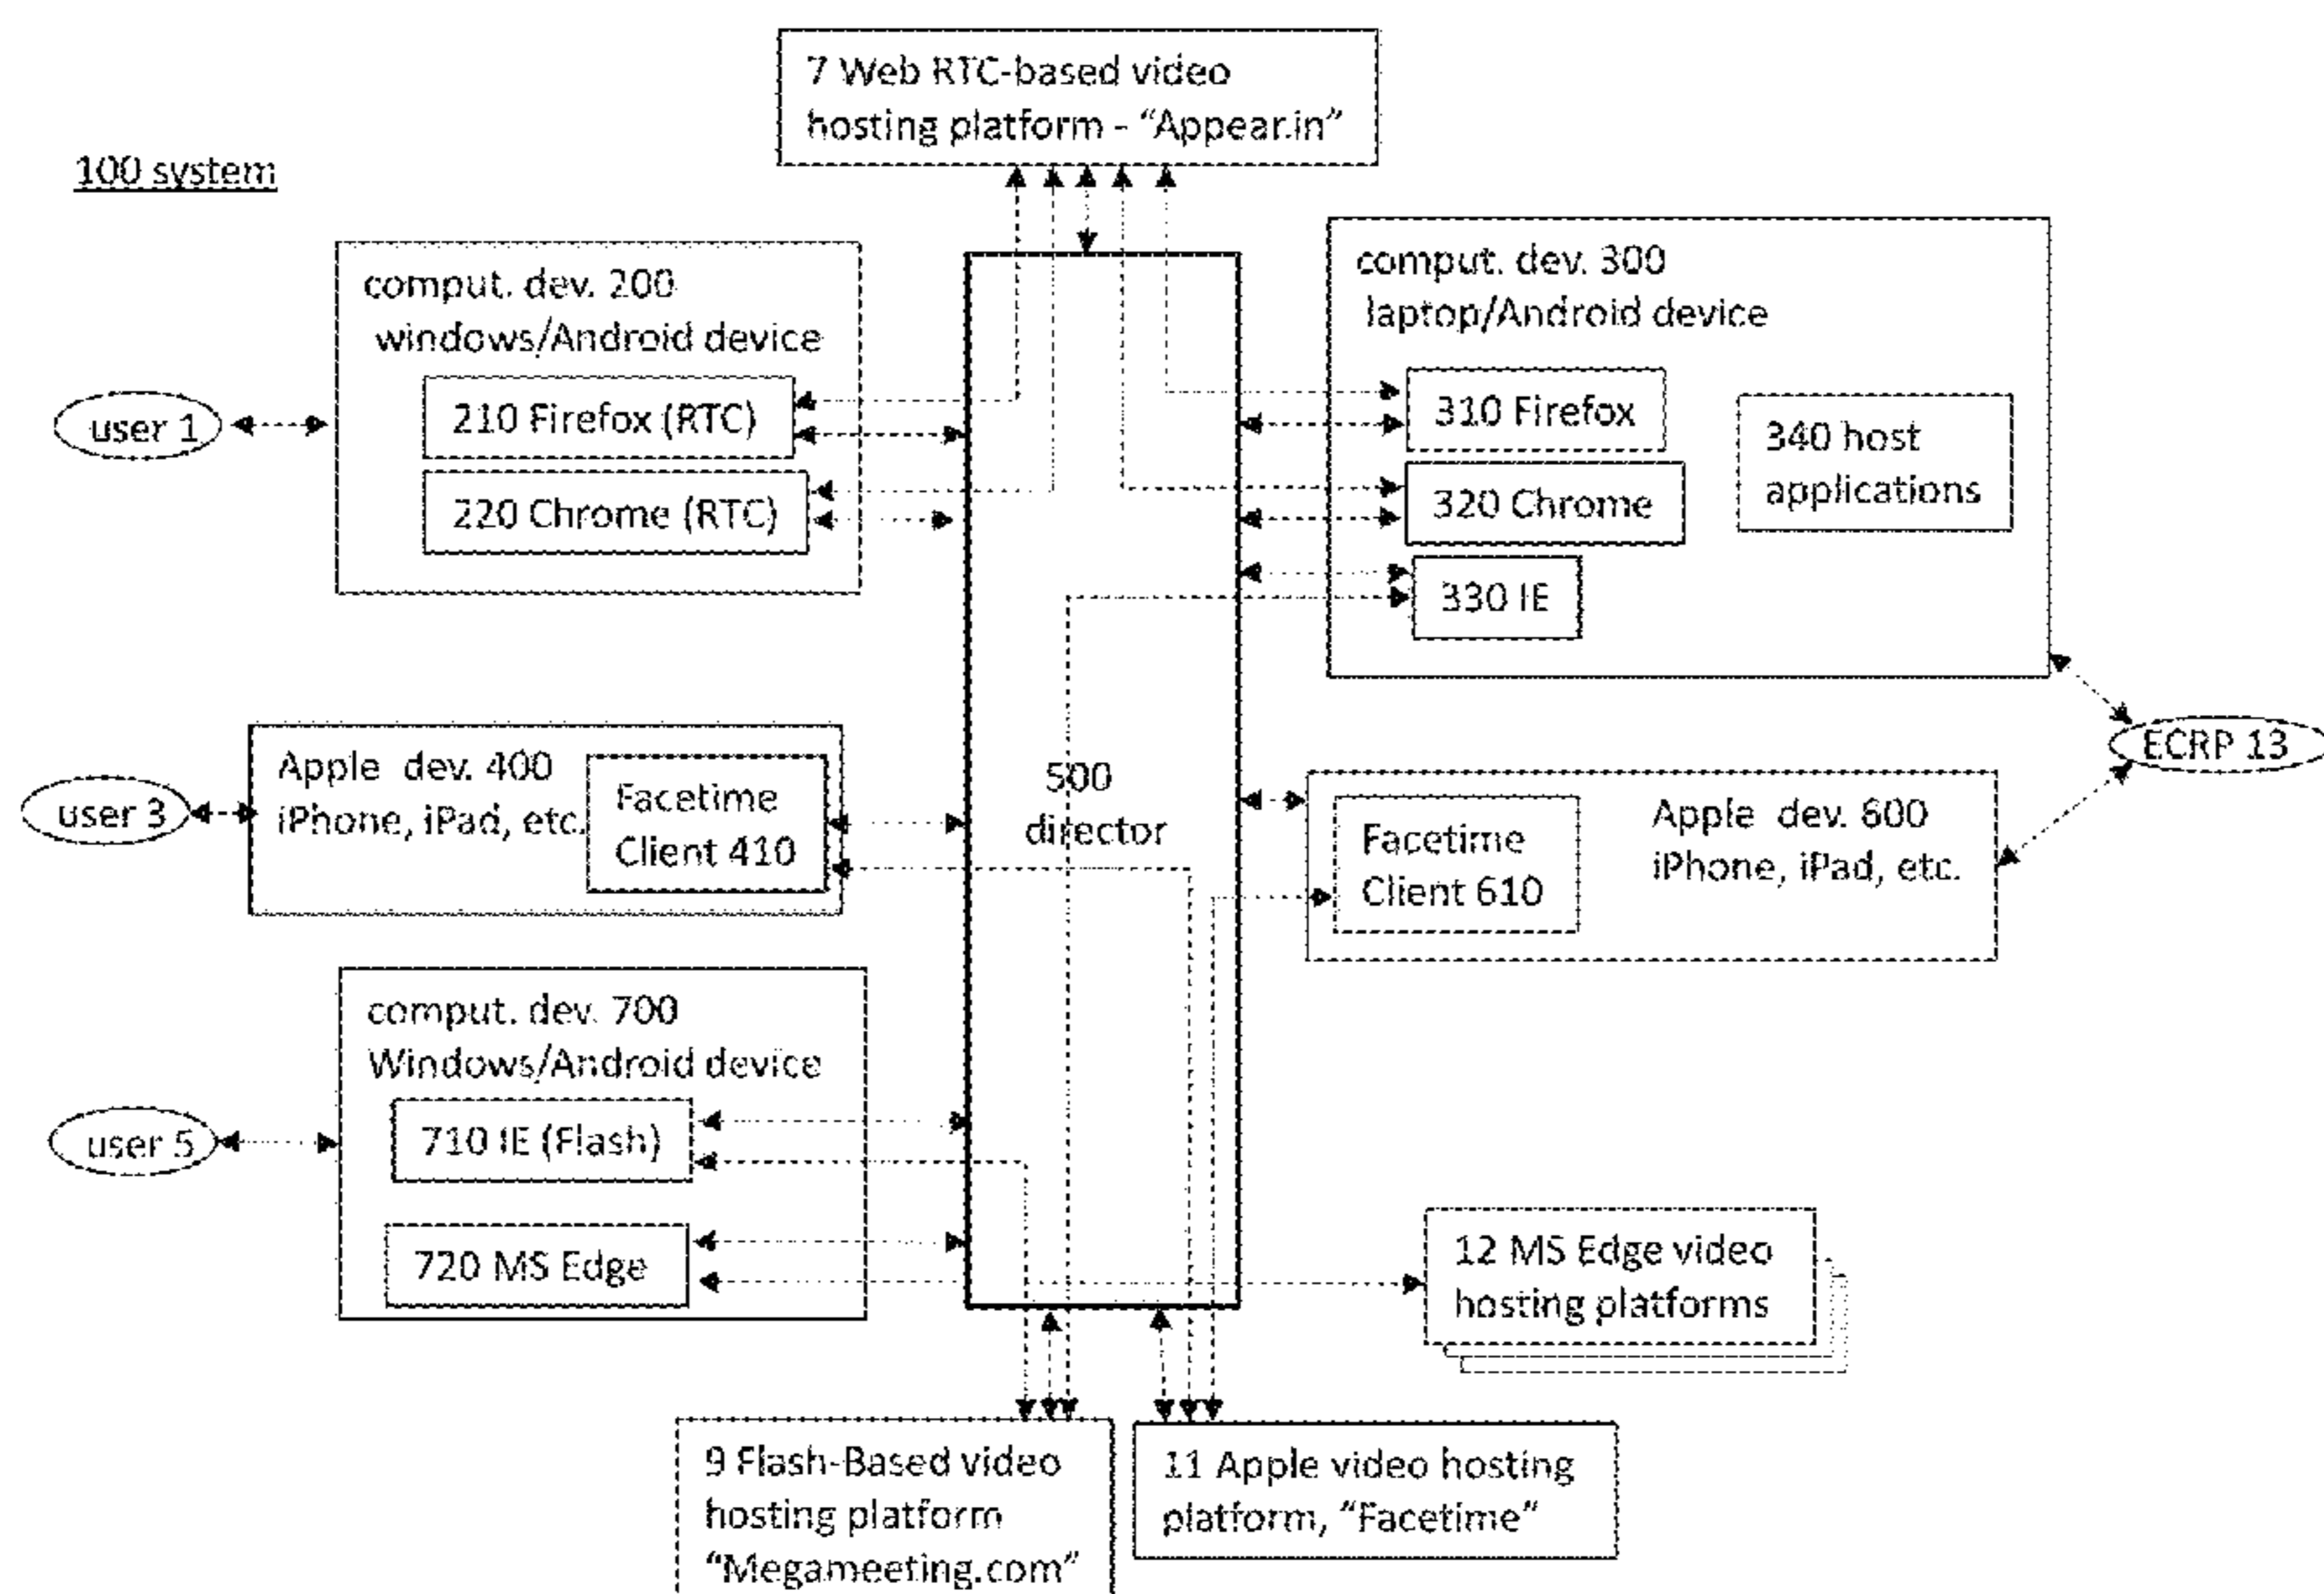 7 Web RTC-based video
hosting platform - “Appear.in”
100 system
comput. dev. 200
windows/Android device
210 Firefox (RTC)
220 Chrome (RTC)
user 1
comput. dev. 300
laptop/Android device
310 Firefox
320 Chrome
330 IE
340 host
applications
ECRP 13
Apple dev. 400
iPhone, iPad, etc.
Facetime
Client 410
user 3
500
director
Facetime
Client 610
Apple dev. 600
iPhone, iPad, etc.
comput. dev. 700
Windows/Android device
710 IE (Flash)
720 MS Edge
user 5
12 MS Edge video
hosting platforms
9 Flash-Based video
hosting platform
“Megameeting.com”
11 Apple video hosting
platform, “Facetime”